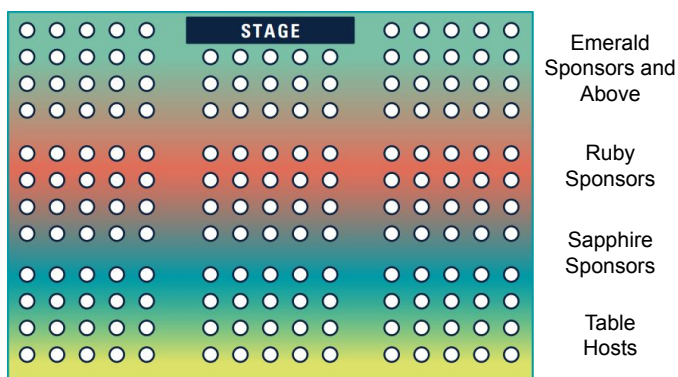 STAGE
Emerald
Sponsors and
Above
Ruby
Sponsors
Sapphire
Sponsors
Table
Hosts